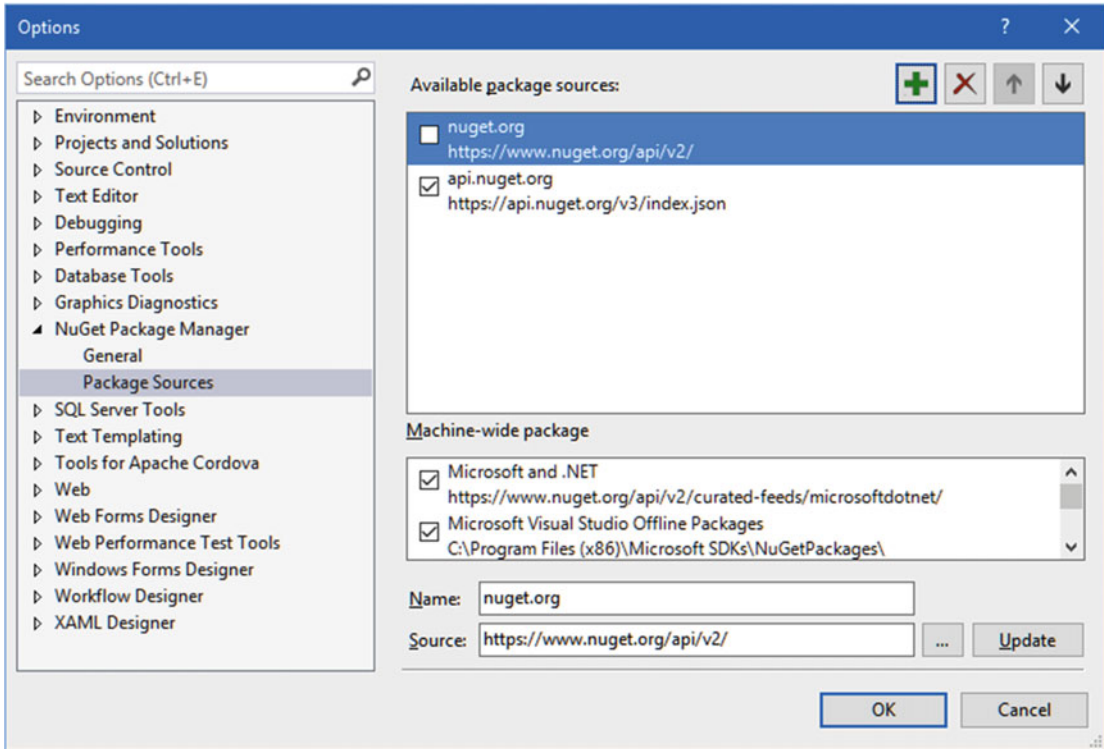 Options
?
Search Options (Ctrl+E)
Environment
Projects and Solutions
Source Control
Text Editor
Debugging
Performance Tools
Database Tools
Graphics Diagnostics
NuGet Package Manager
General
Package Sources
SQL Server Tools
Text Templating
Tools for Apache Cordova
Web
Web Forms Designer
Web Performance Test Tools
Windows Forms Designer
Workflow Designer
XAML Designer
Available package sources:
nuget.org
https://www.nuget.org/api/v2/
api.nuget.org
https://api.nuget.org/v3/index.json
Machine-wide package
Microsoft and .NET
https://www.nuget.org/api/v2/curated-feeds/microsoftdotnet/
Microsoft Visual Studio Offline Packages
C:\Program Files (x86)\Microsoft SDKs\NuGetPackages\
Name: nuget.org
Source: https://www.nuget.org/api/v2/ ... Update
OK Cancel